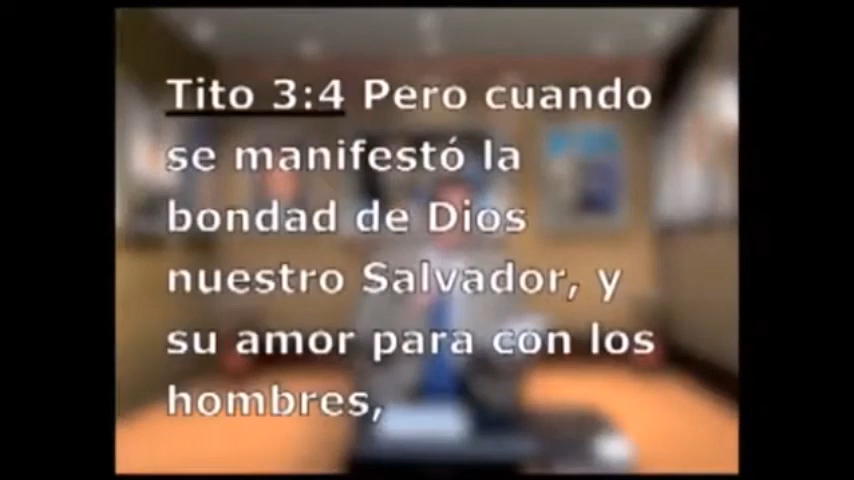 Tito 3:4 Pero cuando
se manifestó la
bondad de Dios
nuestro Salvador, y
su amor para con los
hombres,